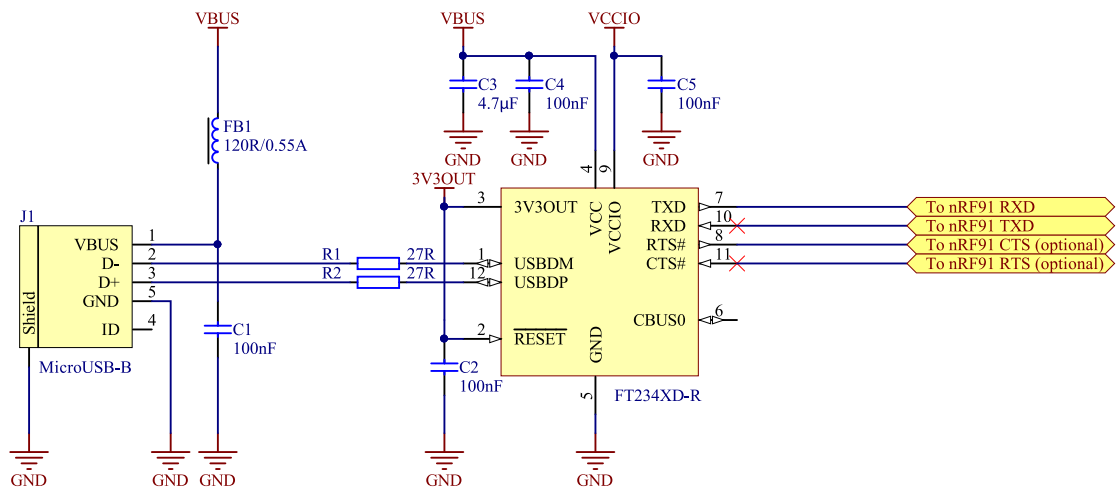 VBUS
VBUS
VCCIO
FB1
120R/0.55A
C3
4.7µF
C4
100nF
C5
100nF
GND
GND
GND
3V3OUT
J1
VBUS
D-
D+
GND
ID
Shield
1
2
3
5
4
MicroUSB-B
R1
27R
R2
27R
C1
100nF
C2
100nF
3
1
12
2
4
9
5
7
10
8
11
6
3V3OUT
USBDM
USBDP
RESET
VCC
VCCIO
GND
TXD
RXD
RTS#
CTS#
CBUS0
FT234XD-R
To nRF91 RXD
To nRF91 TXD
To nRF91 CTS (optional)
To nRF91 RTS (optional)
GND
GND
GND
GND
GND